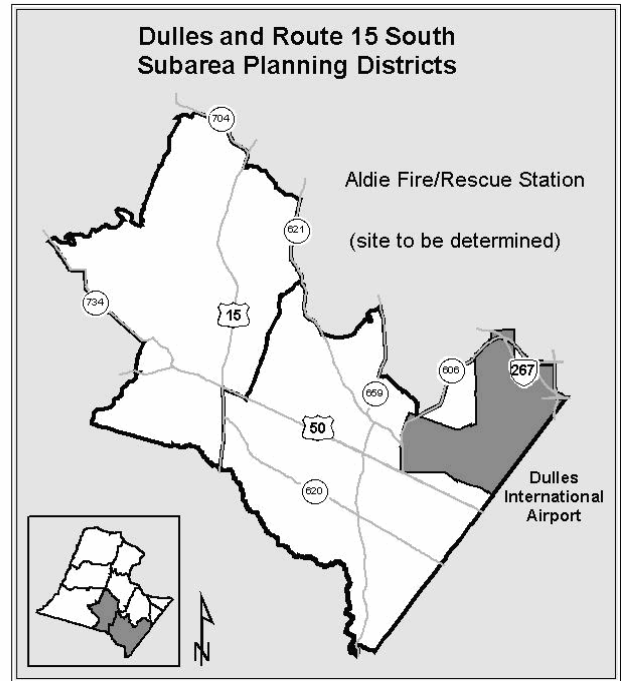 Dulles and Route 15 South
Subarea Planning Districts
704
Aldie Fire/Rescue Station
621
(site to be determined)
734
15
606
267
659
50
620
Dulles
International
Airport
N